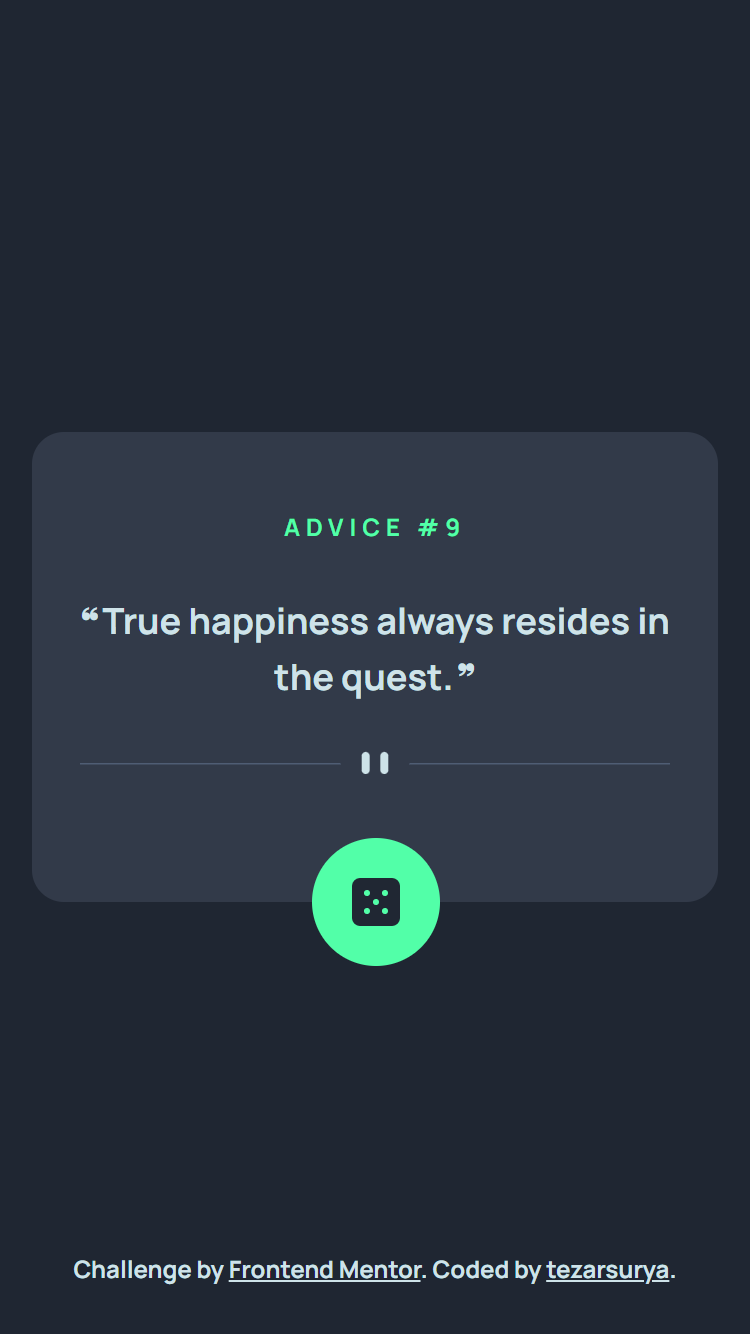 ADVICE #9
❝True happiness always resides in
the quest.❞
Challenge by Frontend Mentor. Coded by tezarsurya.